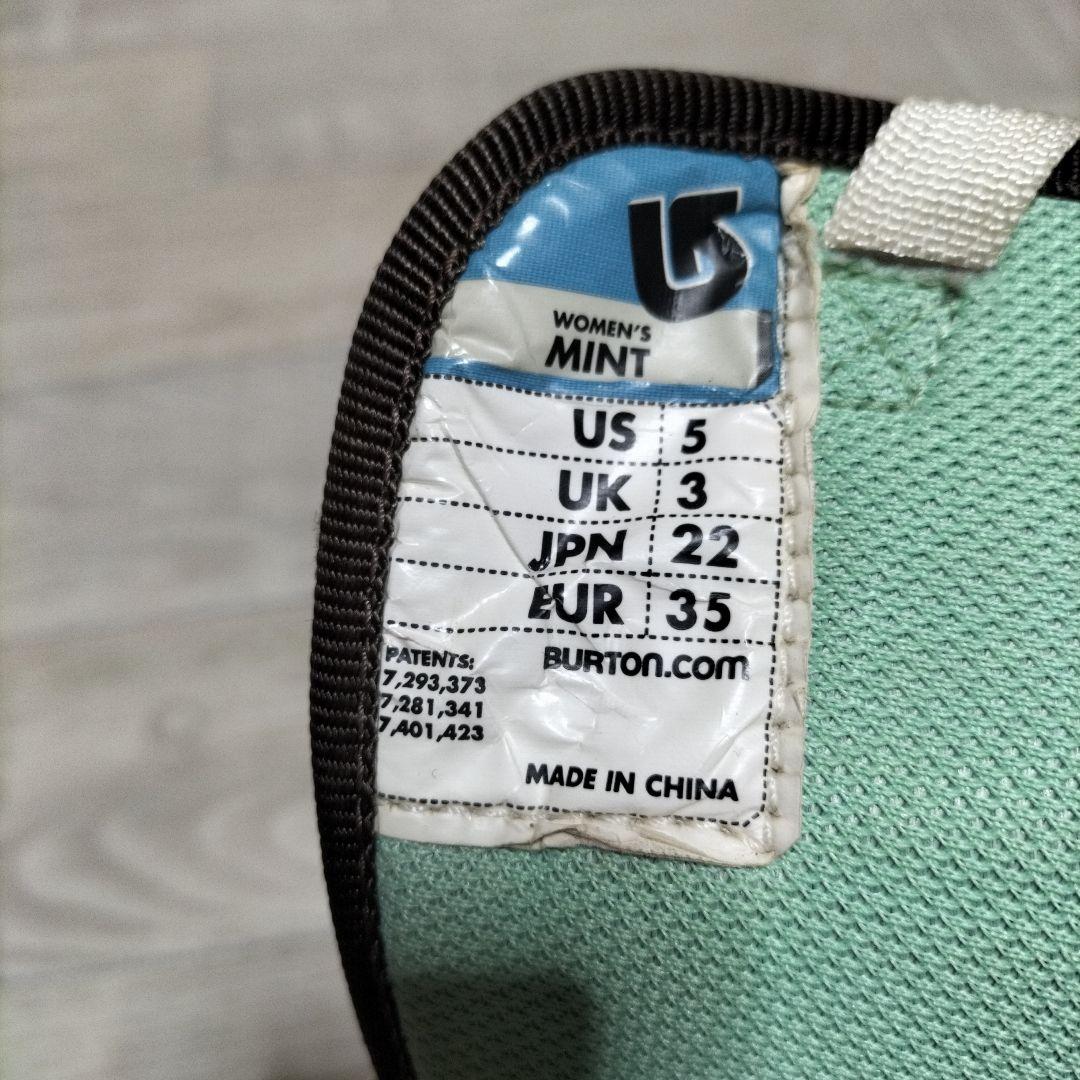 WOMEN'S
MINT
US 5
UK 3
JPN 22
EUR 35
PATENTS:
7,293,373
7,281,341
7,401,423
BURTON.COM
MADE IN CHINA